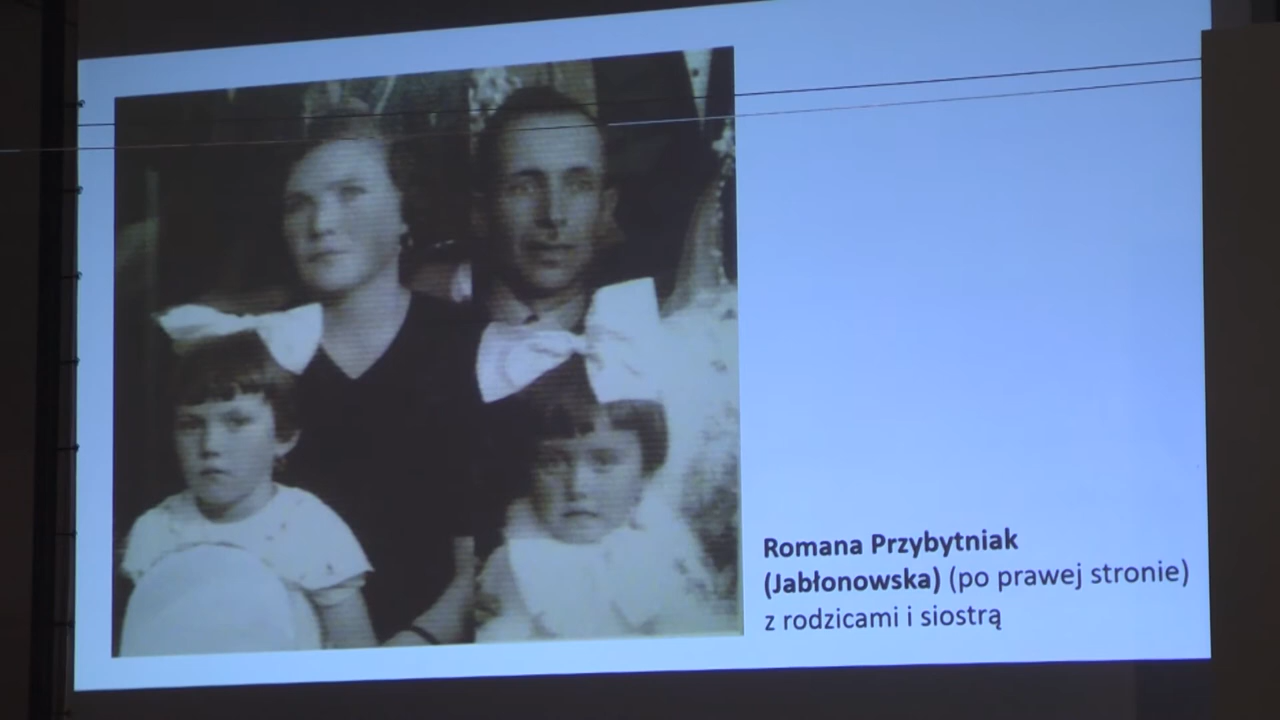 Romana Przybytniak
(Jabłonowska) (po prawej stronie)
z rodzicami i siostrą